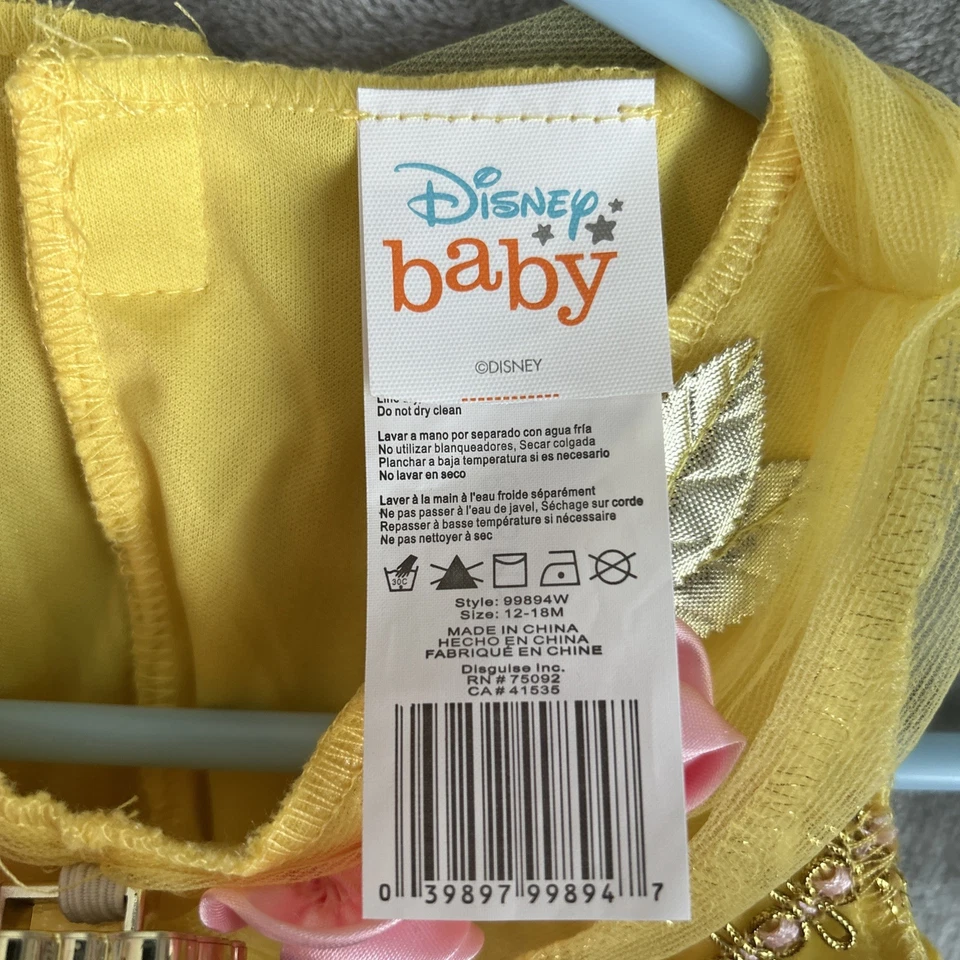 Disney
baby
©DISNEY
Do not dry clean
Lavar a mano por separado con agua fría
No utilizar blanqueadores, Secar colgada
Planchar a baja temperatura si es necesario
No lavar en seco
Laver à la main à l'eau froide séparément
Ne pas passer à l'eau de javel, Séchage sur corde
Repasser à basse température si nécessaire
Ne pas nettoyer à sec
30C
Style: 99894W
Size: 12-18M
MADE IN CHINA
HECHO EN CHINA
FABRIQUÉ EN CHINE
Disguise Inc.
RN # 75092
CA # 41535
0 39897 99894 7